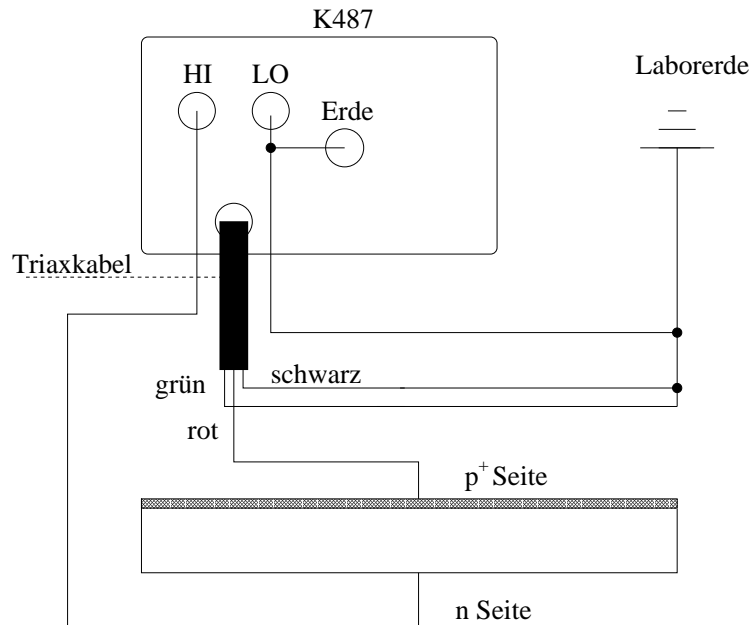 K487
HI
LO
Erde
Laborerde
Triaxkabel
grün
schwarz
rot
p⁺ Seite
n Seite